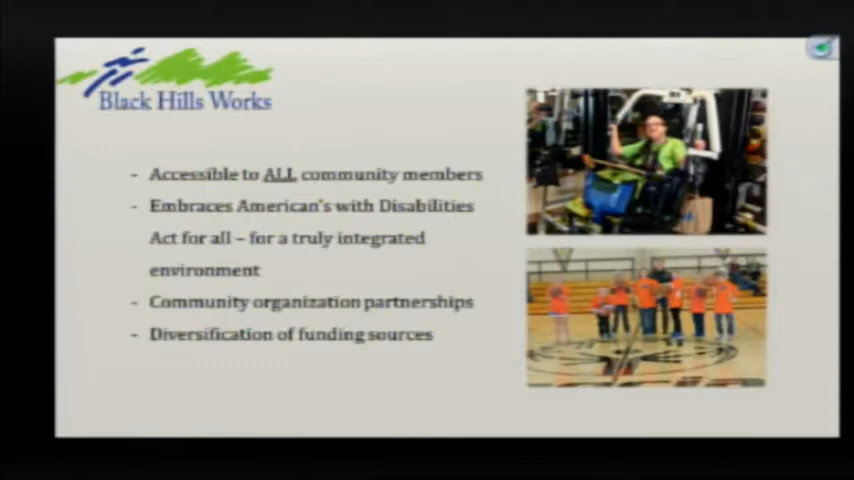 Black Hills Works
- Accessible to ALL community members
- Embraces American's with Disabilities
Act for all – for a truly integrated
environment
- Community organization partnerships
- Diversification of funding sources